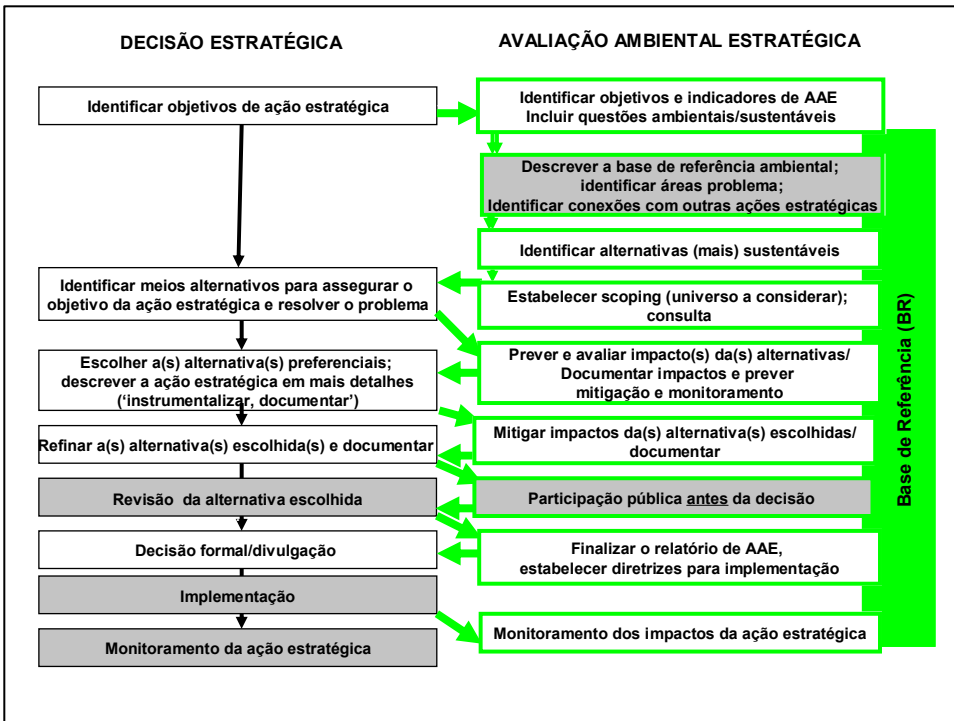 DECISÃO ESTRATÉGICA
AVALIAÇÃO AMBIENTAL ESTRATÉGICA
Identificar objetivos de ação estratégica
Identificar objetivos e indicadores de AAE
Incluir questões ambientais/sustentáveis
Descrever a base de referência ambiental;
identificar áreas problema;
Identificar conexões com outras ações estratégicas
Identificar alternativas (mais) sustentáveis
Identificar meios alternativos para assegurar o
objetivo da ação estratégica e resolver o problema
Estabelecer scoping (universo a considerar);
consulta
Escolher a(s) alternativa(s) preferenciais;
descrever a ação estratégica em mais detalhes
(‘instrumentalizar, documentar’)
Prever e avaliar impacto(s) da(s) alternativas/
Documentar impactos e prever
mitigação e monitoramento
Refinar a(s) alternativa(s) escolhida(s) e documentar
Mitigar impactos da(s) alternativa(s) escolhidas/
documentar
Revisão da alternativa escolhida
Participação pública antes da decisão
Decisão formal/divulgação
Finalizar o relatório de AAE,
estabelecer diretrizes para implementação
Implementação
Monitoramento da ação estratégica
Monitoramento dos impactos da ação estratégica
Base de Referência (BR)